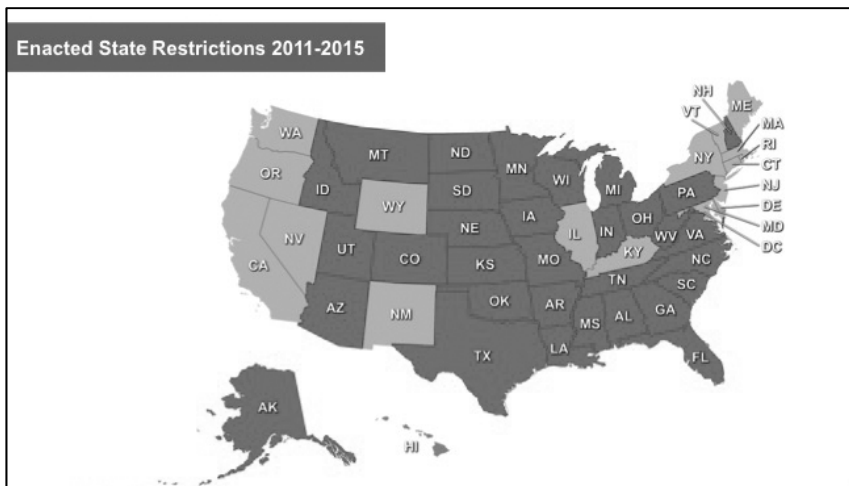 Enacted State Restrictions 2011-2015
NH
VT
ME
WA
MA
MT
ND
RI
OR
MN
NY
CT
ID
SD
WI
MI
NJ
WY
PA
DE
IA
NE
OH
MD
NV
IL
IN
DC
UT
WV
VA
CO
KY
CA
KS
MO
NC
TN
SC
OK
AR
AZ
NM
GA
MS
AL
LA
TX
FL
AK
HI